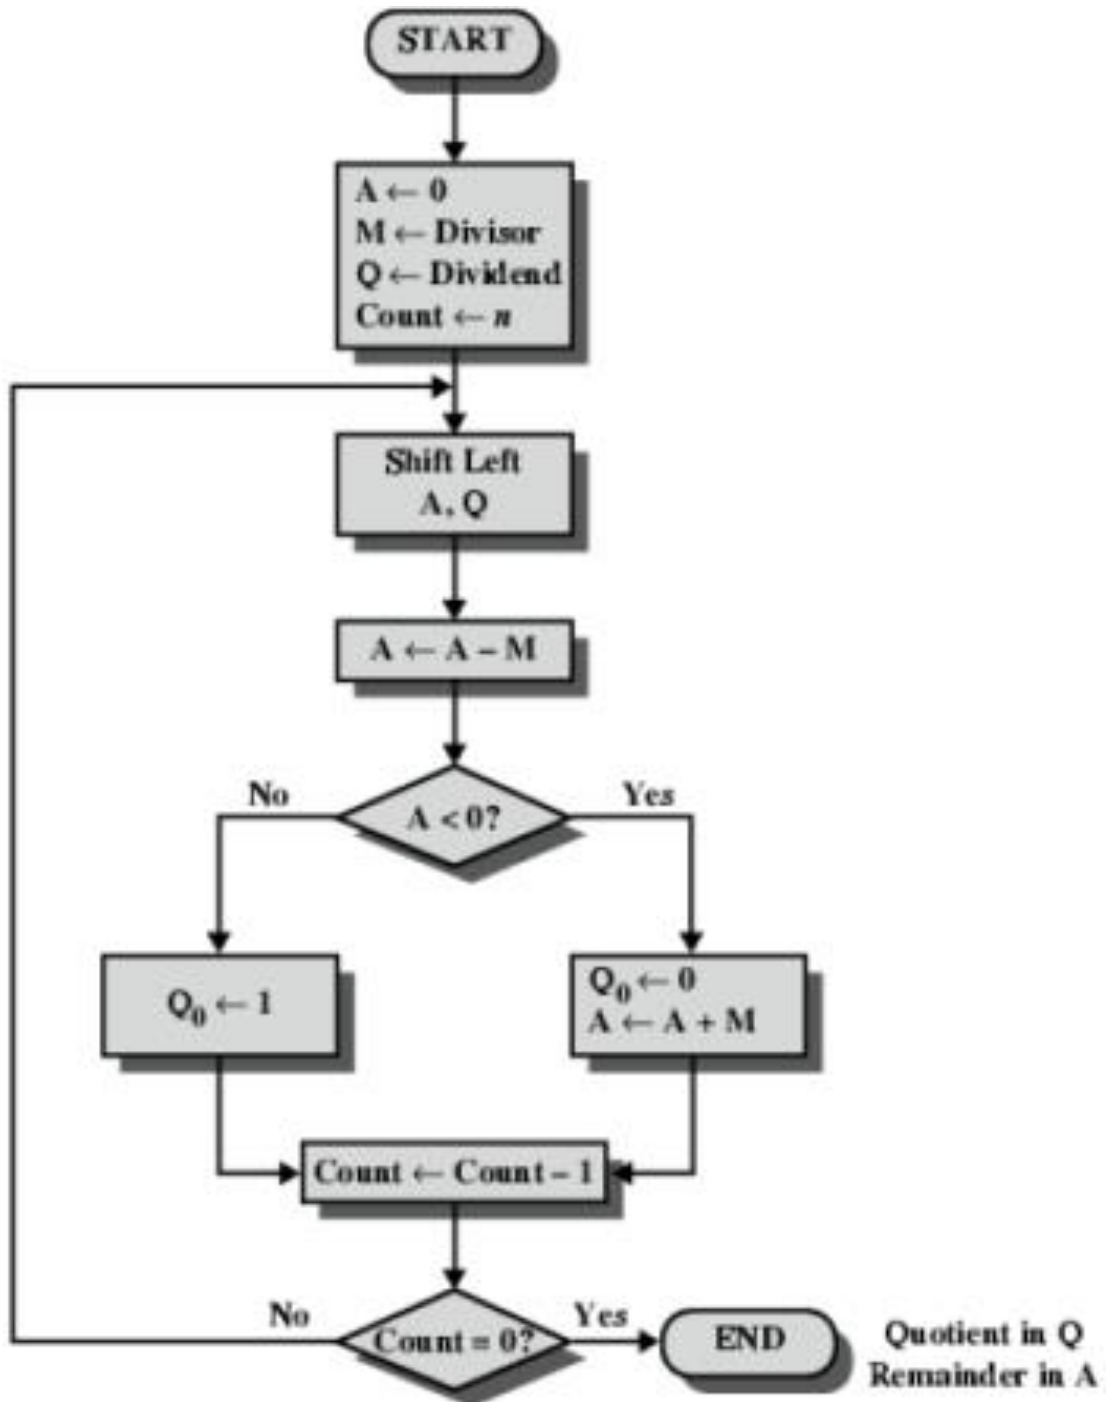 START
A ← 0
M ← Divisor
Q ← Dividend
Count ← n
Shift Left
A, Q
A ← A – M
No
Yes
A < 0?
Q₀ ← 1
Q₀ ← 0
A ← A + M
Count ← Count – 1
No
Yes
Count = 0?
END
Quotient in Q
Remainder in A